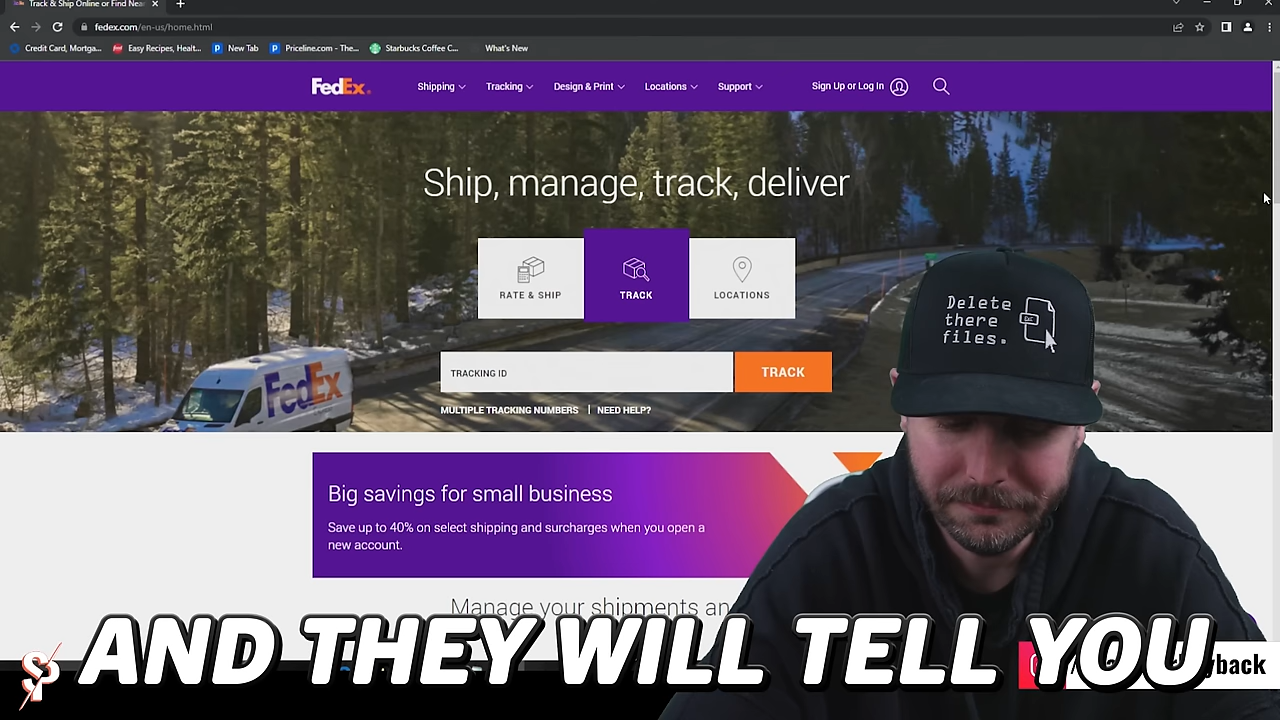 Track & Ship Online or Find Near
fedex.com/en-us/home.html
Credit Card, Mortga...
Easy Recipes, Healt...
New Tab
Priceline.com - The...
Starbucks Coffee C...
What's New
FedEx
Shipping
Tracking
Design & Print
Locations
Support
Sign Up or Log In
Ship, manage, track, deliver
RATE & SHIP
TRACK
LOCATIONS
TRACKING ID
TRACK
MULTIPLE TRACKING NUMBERS | NEED HELP?
FedEx
Delete
there
files.
Big savings for small business
Save up to 40% on select shipping and surcharges when you open a
new account.
Manage your shipments an
AND THEY WILL TELL YOU
yback
SP